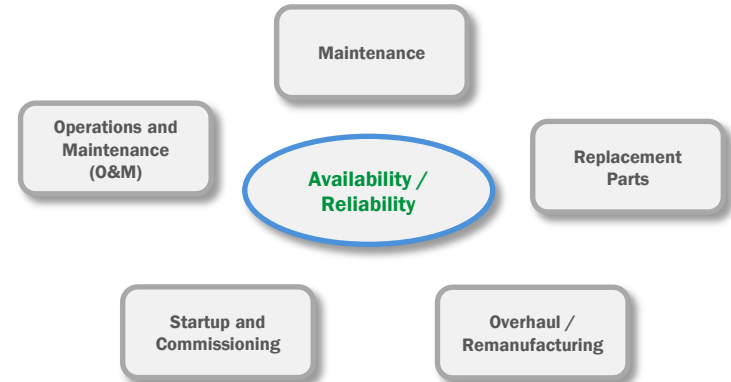 Maintenance
Operations and
Maintenance
(O&M)
Availability /
Reliability
Replacement
Parts
Startup and
Commissioning
Overhaul /
Remanufacturing